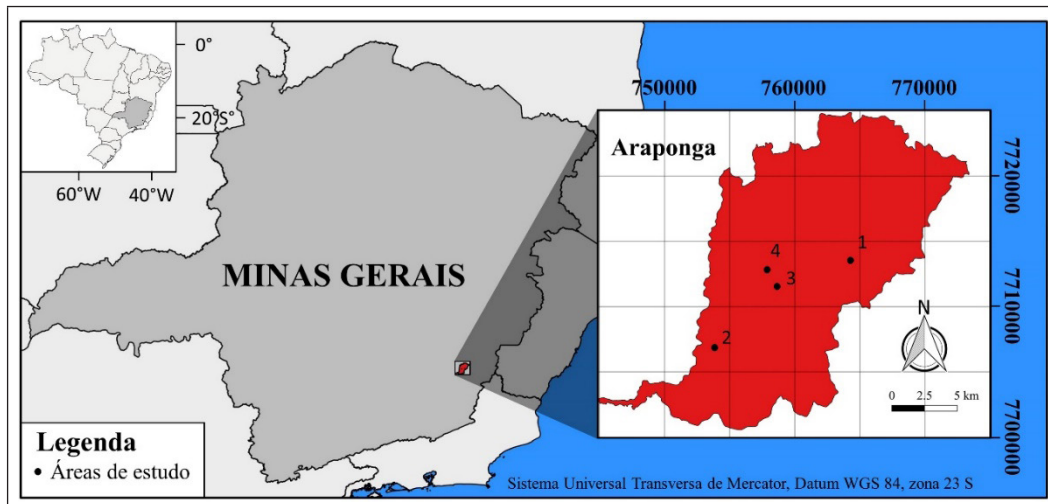 0°
20°S
60°W
40°W
MINAS GERAIS
Legenda
• Áreas de estudo
750000
760000
770000
Araponga
7720000
7710000
7700000
1
4
3
2
N
0
2.5
5 km
Sistema Universal Transversa de Mercator, Datum WGS 84, zona 23 S